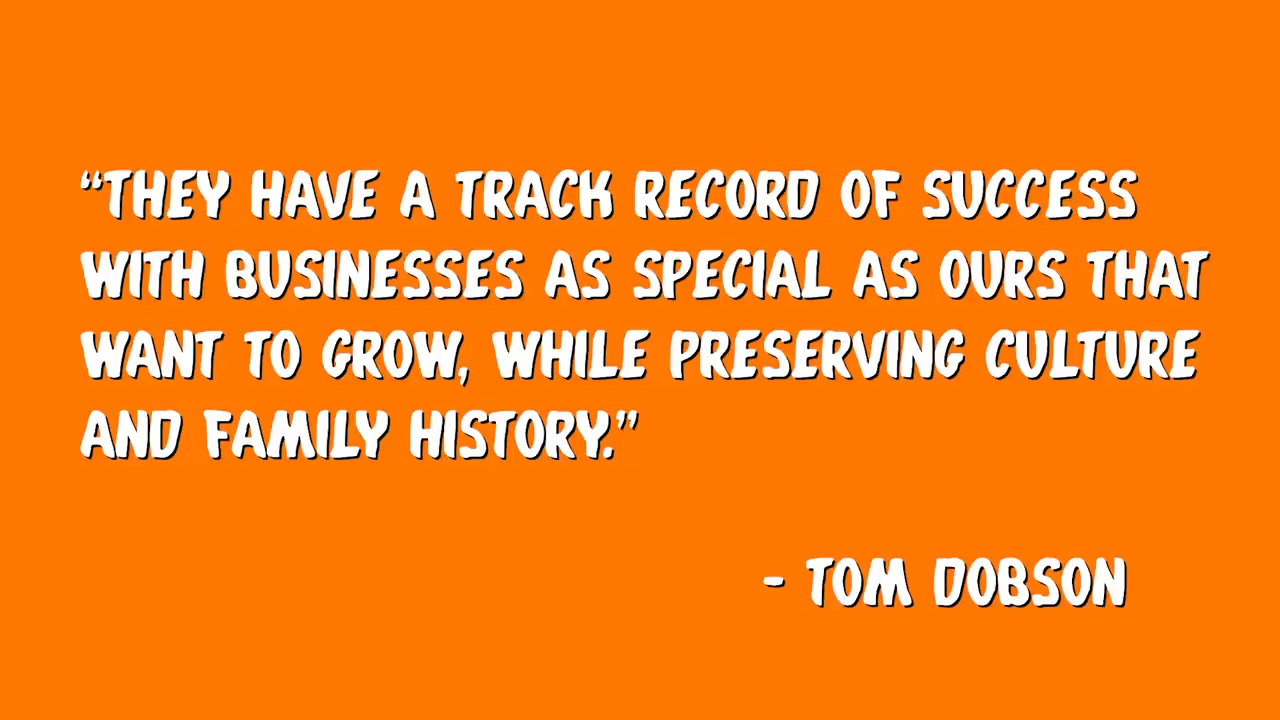 “THEY HAVE A TRACK RECORD OF SUCCESS
WITH BUSINESSES AS SPECIAL AS OURS THAT
WANT TO GROW, WHILE PRESERVING CULTURE
AND FAMILY HISTORY.”
- TOM DOBSON